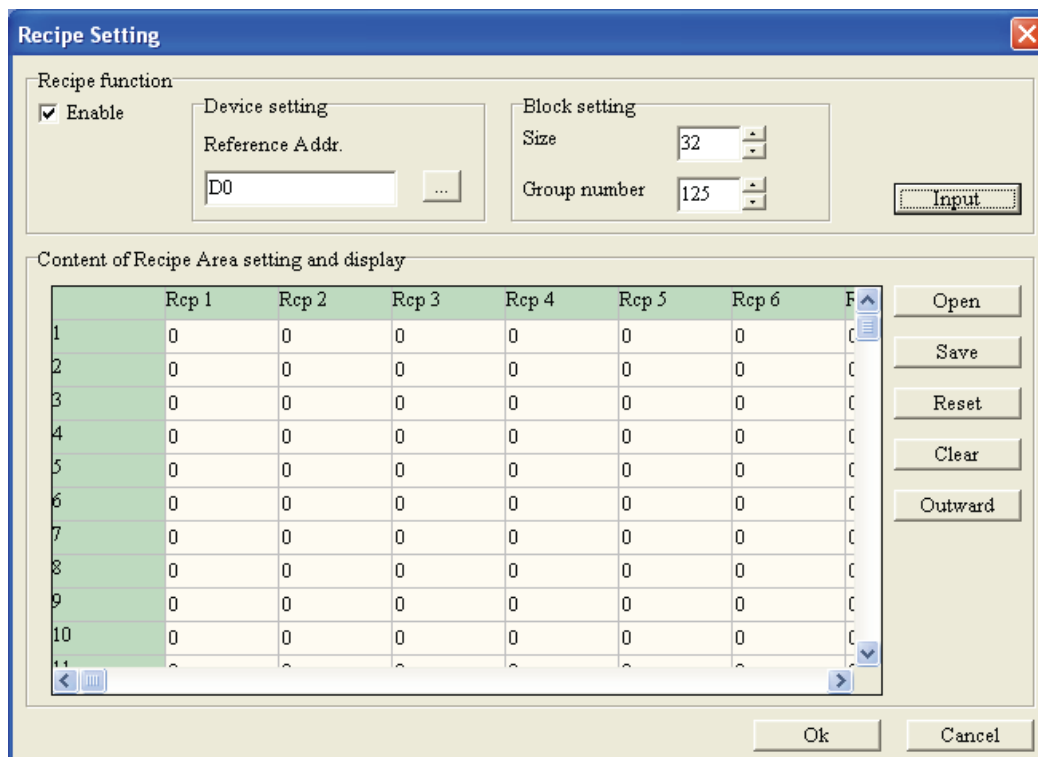 Recipe Setting
Recipe function
Enable
Device setting
Reference Addr.
D0
...
Block setting
Size
32
Group number
125
Input
Content of Recipe Area setting and display
Rcp 1 Rcp 2 Rcp 3 Rcp 4 Rcp 5 Rcp 6
1 0 0 0 0 0 0
2 0 0 0 0 0 0
3 0 0 0 0 0 0
4 0 0 0 0 0 0
5 0 0 0 0 0 0
6 0 0 0 0 0 0
7 0 0 0 0 0 0
8 0 0 0 0 0 0
9 0 0 0 0 0 0
10 0 0 0 0 0 0
Open
Save
Reset
Clear
Outward
Ok
Cancel